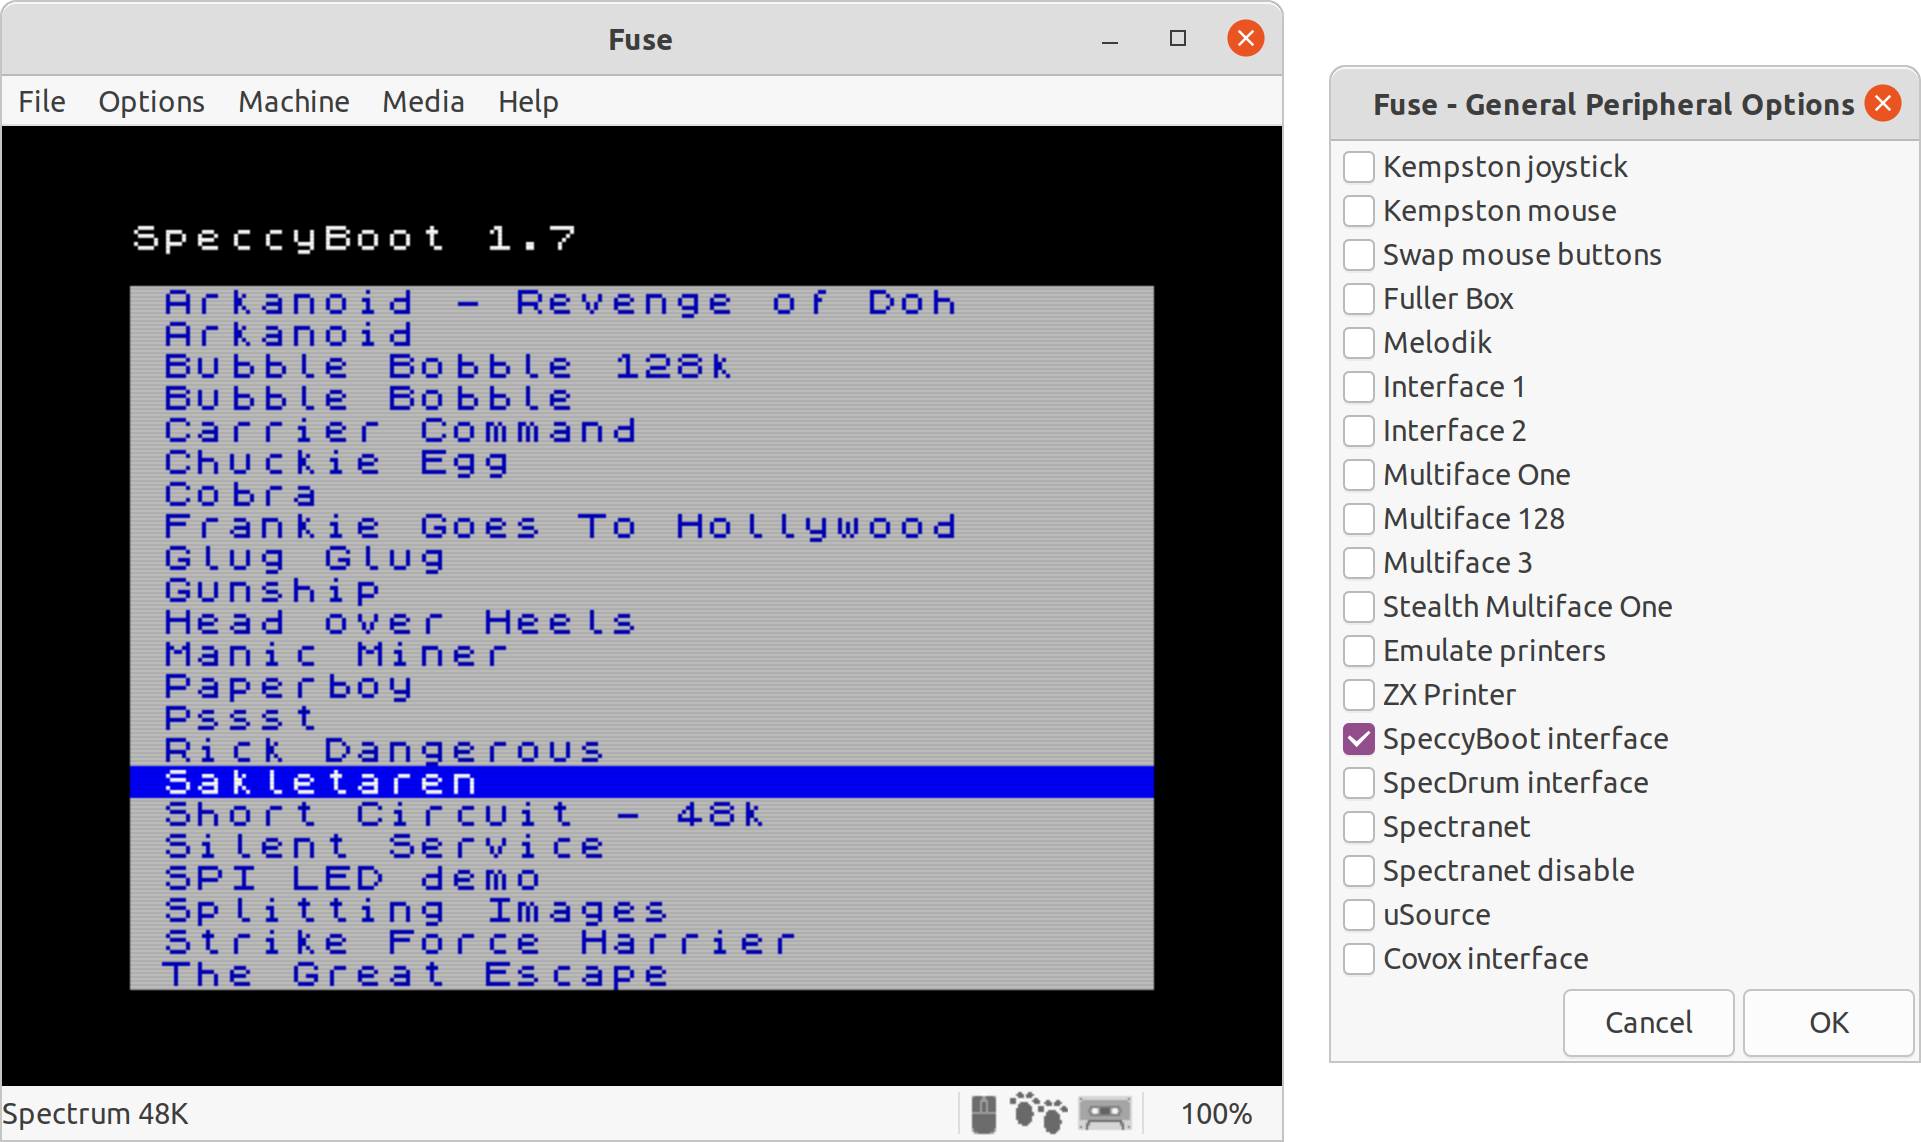 Fuse
File Options Machine Media Help
SpeccyBoot 1.7
Arkanoid - Revenge of Doh
Arkanoid
Bubble Bobble 128k
Bubble Bobble
Carrier Command
Chuckie Egg
Cobra
Frankie Goes To Hollywood
Glug Glug
Gunship
Head over Heels
Manic Miner
Paperboy
Pssst
Rick Dangerous
Sakletaren
Short Circuit - 48k
Silent Service
SPI LED demo
Splitting Images
Strike Force Harrier
The Great Escape
Spectrum 48K 100%
Fuse - General Peripheral Options
Kempston joystick
Kempston mouse
Swap mouse buttons
Fuller Box
Melodik
Interface 1
Interface 2
Multiface One
Multiface 128
Multiface 3
Stealth Multiface One
Emulate printers
ZX Printer
SpeccyBoot interface
SpecDrum interface
Spectranet
Spectranet disable
uSource
Covox interface
Cancel OK